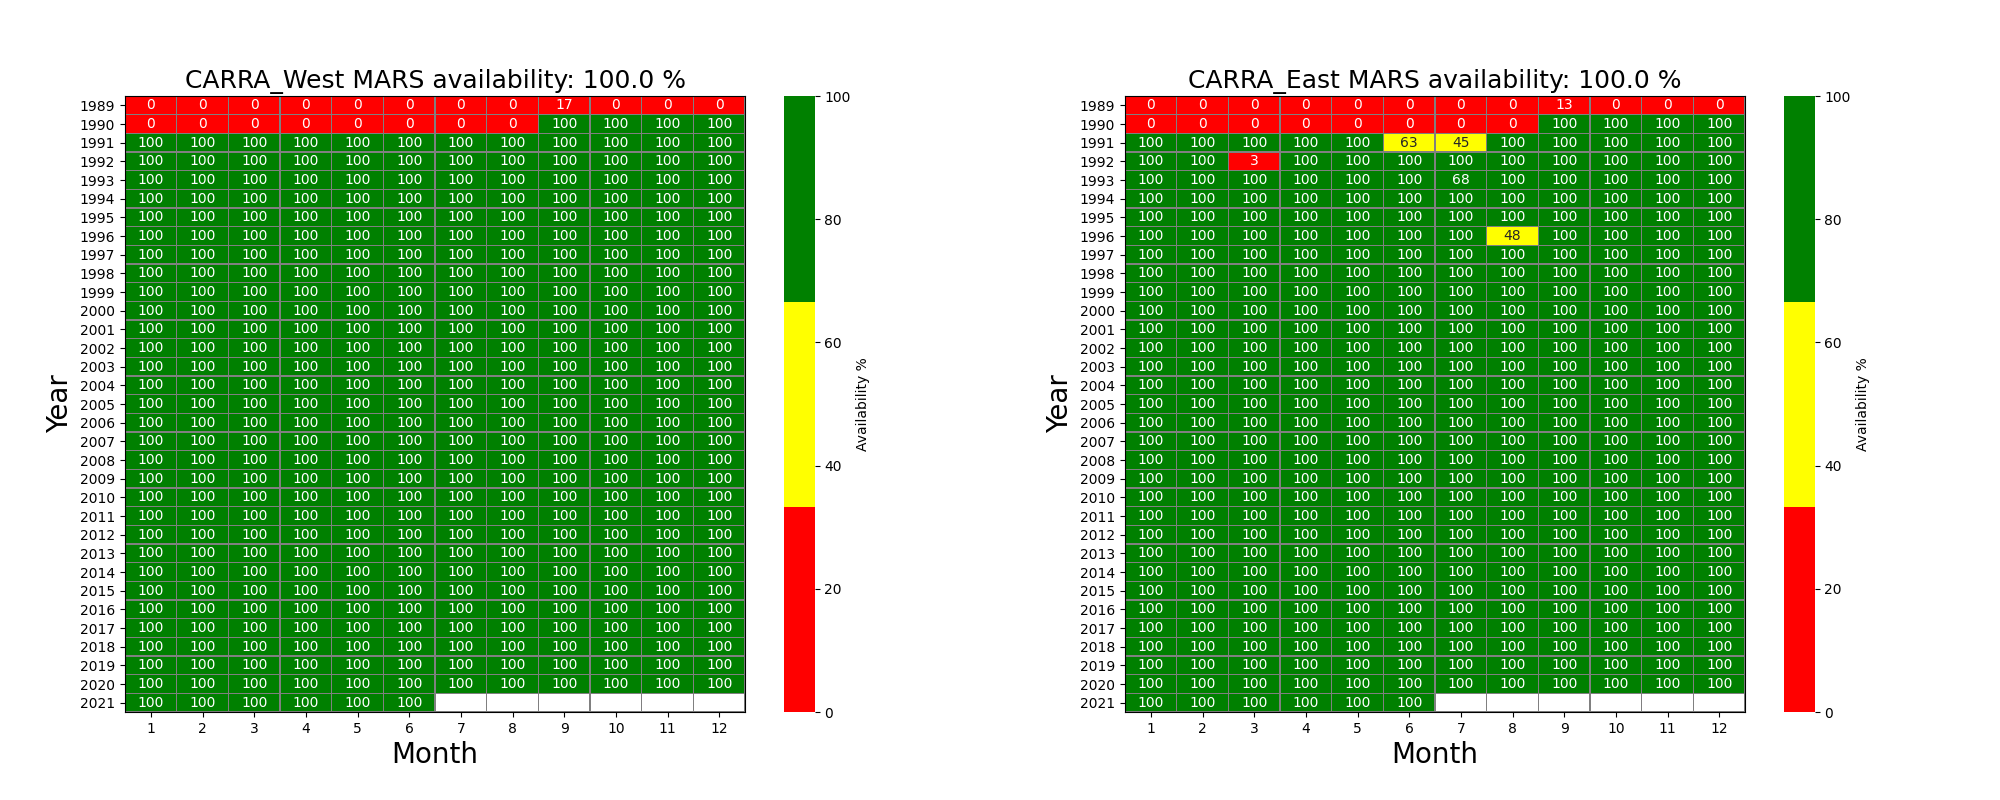 CARRA_West MARS availability: 100.0 %
Year
1989 0 0 0 0 0 0 0 0 17 0 0 0
1990 0 0 0 0 0 0 0 0 100 100 100 100
1991 100 100 100 100 100 100 100 100 100 100 100 100
1992 100 100 100 100 100 100 100 100 100 100 100 100
1993 100 100 100 100 100 100 100 100 100 100 100 100
1994 100 100 100 100 100 100 100 100 100 100 100 100
1995 100 100 100 100 100 100 100 100 100 100 100 100
1996 100 100 100 100 100 100 100 100 100 100 100 100
1997 100 100 100 100 100 100 100 100 100 100 100 100
1998 100 100 100 100 100 100 100 100 100 100 100 100
1999 100 100 100 100 100 100 100 100 100 100 100 100
2000 100 100 100 100 100 100 100 100 100 100 100 100
2001 100 100 100 100 100 100 100 100 100 100 100 100
2002 100 100 100 100 100 100 100 100 100 100 100 100
2003 100 100 100 100 100 100 100 100 100 100 100 100
2004 100 100 100 100 100 100 100 100 100 100 100 100
2005 100 100 100 100 100 100 100 100 100 100 100 100
2006 100 100 100 100 100 100 100 100 100 100 100 100
2007 100 100 100 100 100 100 100 100 100 100 100 100
2008 100 100 100 100 100 100 100 100 100 100 100 100
2009 100 100 100 100 100 100 100 100 100 100 100 100
2010 100 100 100 100 100 100 100 100 100 100 100 100
2011 100 100 100 100 100 100 100 100 100 100 100 100
2012 100 100 100 100 100 100 100 100 100 100 100 100
2013 100 100 100 100 100 100 100 100 100 100 100 100
2014 100 100 100 100 100 100 100 100 100 100 100 100
2015 100 100 100 100 100 100 100 100 100 100 100 100
2016 100 100 100 100 100 100 100 100 100 100 100 100
2017 100 100 100 100 100 100 100 100 100 100 100 100
2018 100 100 100 100 100 100 100 100 100 100 100 100
2019 100 100 100 100 100 100 100 100 100 100 100 100
2020 100 100 100 100 100 100 100 100 100 100 100 100
2021 100 100 100 100 100 100
1 2 3 4 5 6 7 8 9 10 11 12
Month
100
80
60
40
20
0
Availability %
CARRA_East MARS availability: 100.0 %
Year
1989 0 0 0 0 0 0 0 0 13 0 0 0
1990 0 0 0 0 0 0 0 0 100 100 100 100
1991 100 100 100 100 100 63 45 100 100 100 100 100
1992 100 100 3 100 100 100 100 100 100 100 100 100
1993 100 100 100 100 100 100 68 100 100 100 100 100
1994 100 100 100 100 100 100 100 100 100 100 100 100
1995 100 100 100 100 100 100 100 100 100 100 100 100
1996 100 100 100 100 100 100 100 48 100 100 100 100
1997 100 100 100 100 100 100 100 100 100 100 100 100
1998 100 100 100 100 100 100 100 100 100 100 100 100
1999 100 100 100 100 100 100 100 100 100 100 100 100
2000 100 100 100 100 100 100 100 100 100 100 100 100
2001 100 100 100 100 100 100 100 100 100 100 100 100
2002 100 100 100 100 100 100 100 100 100 100 100 100
2003 100 100 100 100 100 100 100 100 100 100 100 100
2004 100 100 100 100 100 100 100 100 100 100 100 100
2005 100 100 100 100 100 100 100 100 100 100 100 100
2006 100 100 100 100 100 100 100 100 100 100 100 100
2007 100 100 100 100 100 100 100 100 100 100 100 100
2008 100 100 100 100 100 100 100 100 100 100 100 100
2009 100 100 100 100 100 100 100 100 100 100 100 100
2010 100 100 100 100 100 100 100 100 100 100 100 100
2011 100 100 100 100 100 100 100 100 100 100 100 100
2012 100 100 100 100 100 100 100 100 100 100 100 100
2013 100 100 100 100 100 100 100 100 100 100 100 100
2014 100 100 100 100 100 100 100 100 100 100 100 100
2015 100 100 100 100 100 100 100 100 100 100 100 100
2016 100 100 100 100 100 100 100 100 100 100 100 100
2017 100 100 100 100 100 100 100 100 100 100 100 100
2018 100 100 100 100 100 100 100 100 100 100 100 100
2019 100 100 100 100 100 100 100 100 100 100 100 100
2020 100 100 100 100 100 100 100 100 100 100 100 100
2021 100 100 100 100 100 100
1 2 3 4 5 6 7 8 9 10 11 12
Month
100
80
60
40
20
0
Availability %